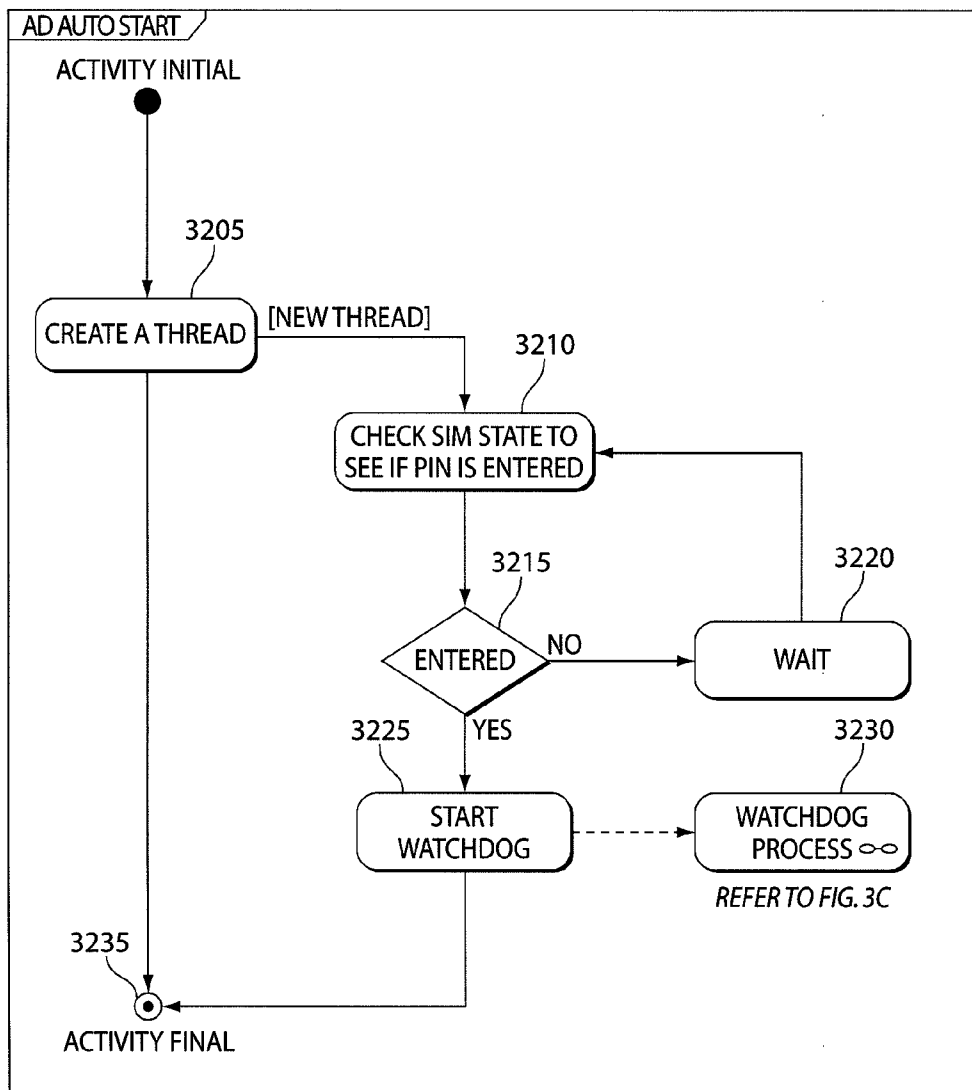 AD AUTO START
ACTIVITY INITIAL
3205
CREATE A THREAD
[NEW THREAD]
3210
CHECK SIM STATE TO
SEE IF PIN IS ENTERED
3215
ENTERED
NO
3220
WAIT
YES
3225
START
WATCHDOG
3230
WATCHDOG
PROCESS
REFER TO FIG. 3C
3235
ACTIVITY FINAL